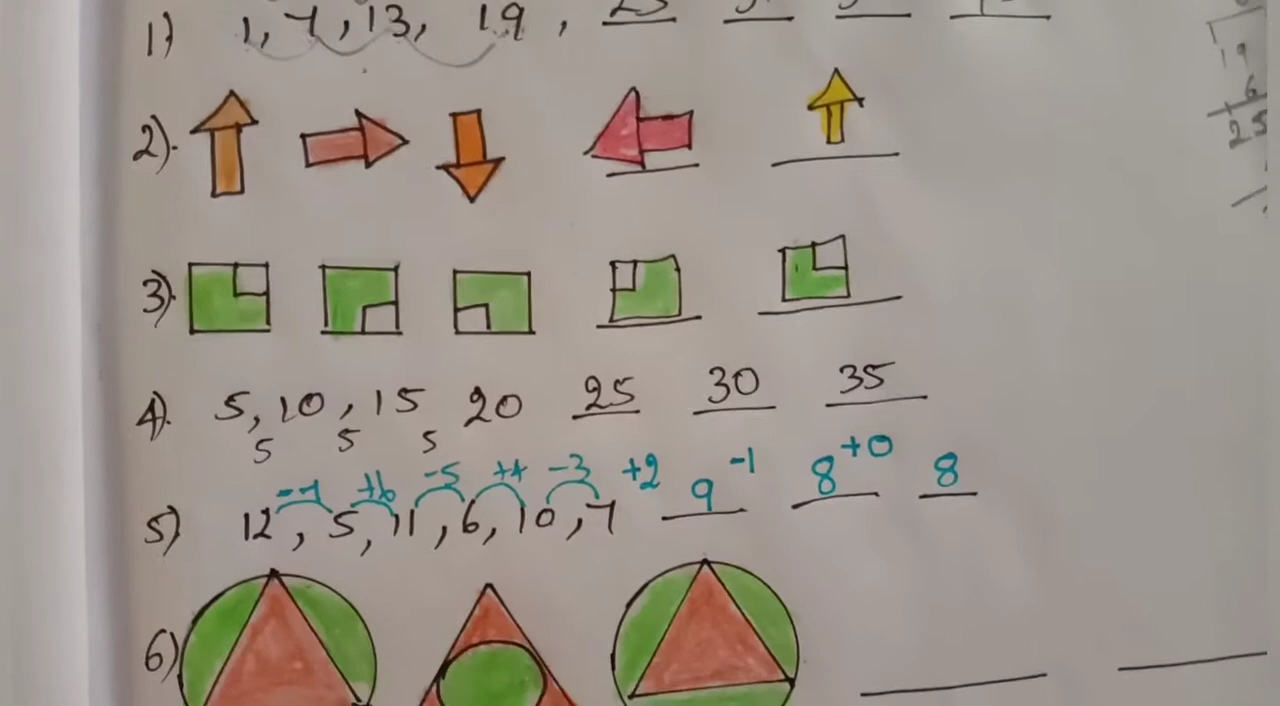 1) 1, 7, 13, 19, 25
19
6
+
25
2).
3).
4). 5, 10, 15 20 25 30 35
5 5 5
-7 +6 -5 +4 -3 +2 -1 +0
5) 12, 5, 11, 6, 10, 7 9 8 8
6)